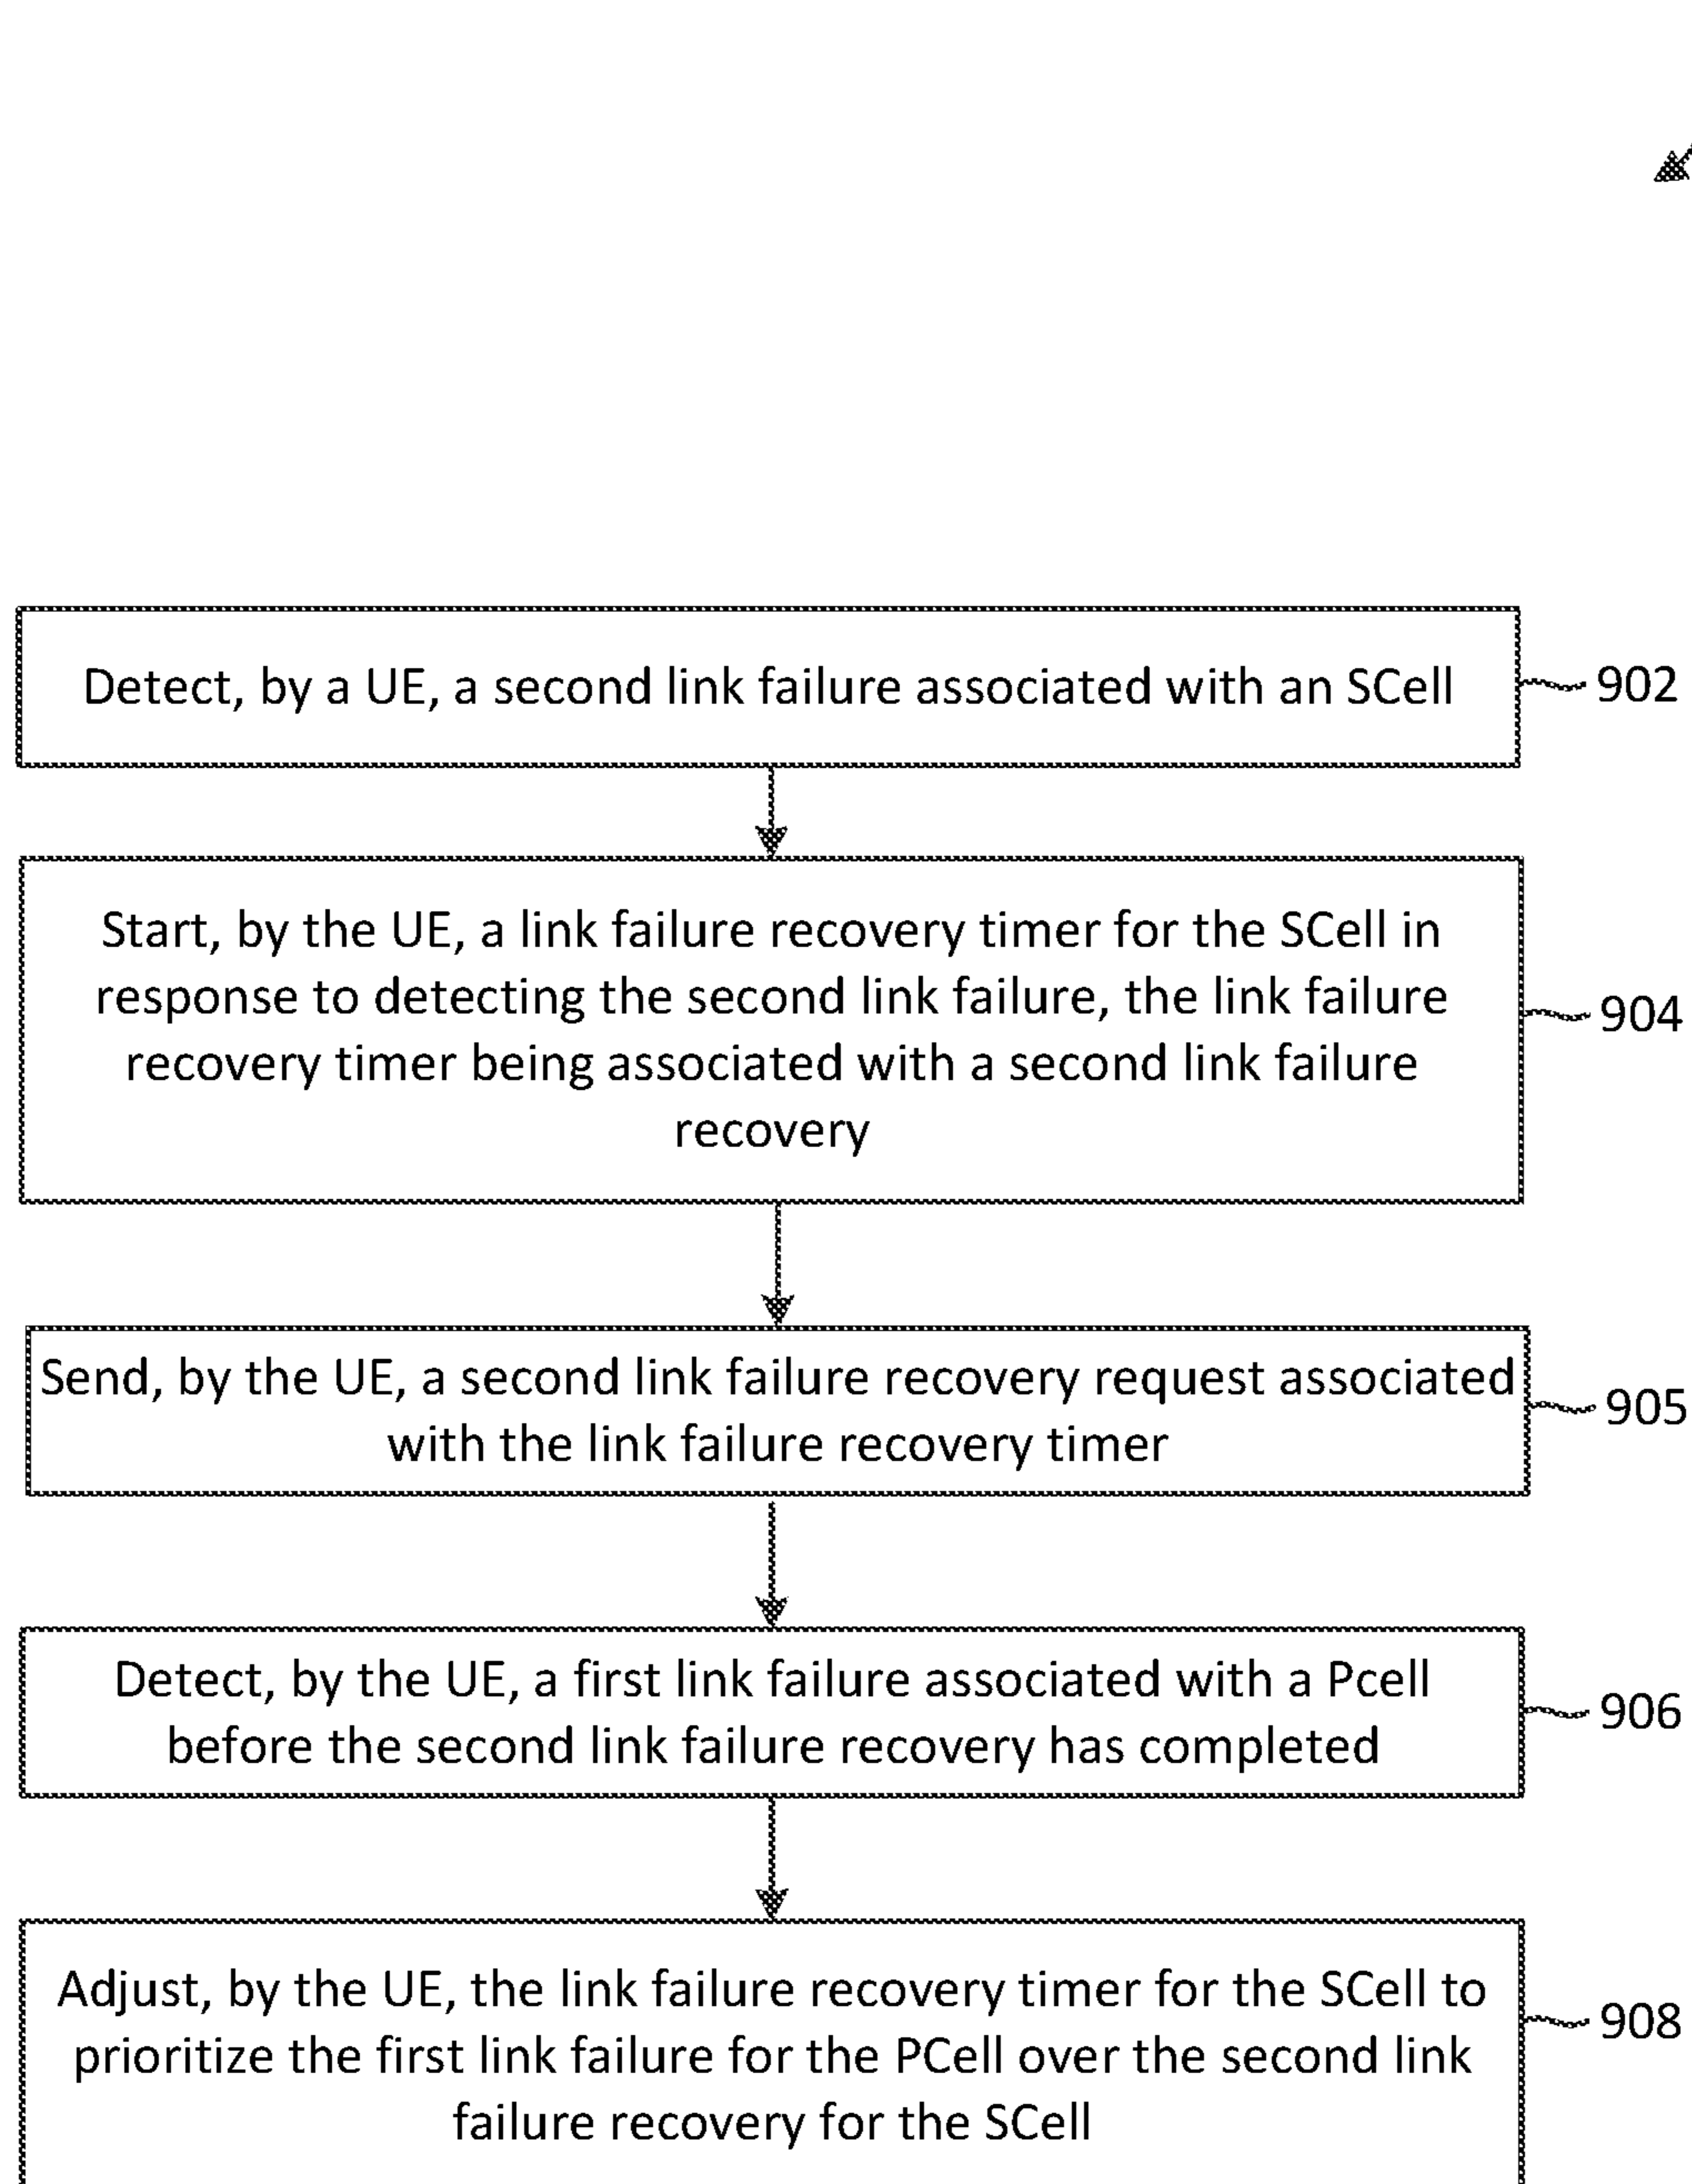 Detect, by a UE, a second link failure associated with an SCell
902
Start, by the UE, a link failure recovery timer for the SCell in
response to detecting the second link failure, the link failure
recovery timer being associated with a second link failure
recovery
904
Send, by the UE, a second link failure recovery request associated
with the link failure recovery timer
905
Detect, by the UE, a first link failure associated with a Pcell
before the second link failure recovery has completed
906
Adjust, by the UE, the link failure recovery timer for the SCell to
prioritize the first link failure for the PCell over the second link
failure recovery for the SCell
908